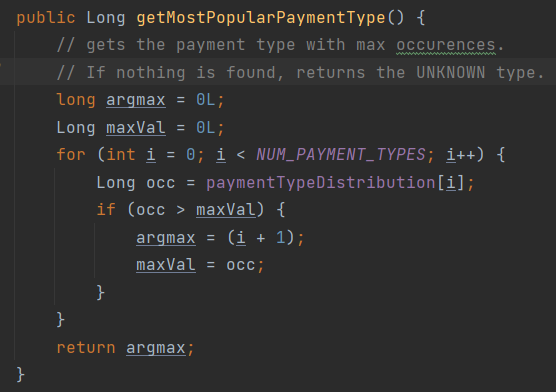 public Long getMostPopularPaymentType() {
    // gets the payment type with max occurences.
    // If nothing is found, returns the UNKNOWN type.
    long argmax = 0L;
    Long maxVal = 0L;
    for (int i = 0; i < NUM_PAYMENT_TYPES; i++) {
        Long occ = paymentTypeDistribution[i];
        if (occ > maxVal) {
            argmax = (i + 1);
            maxVal = occ;
        }
    }
    return argmax;
}